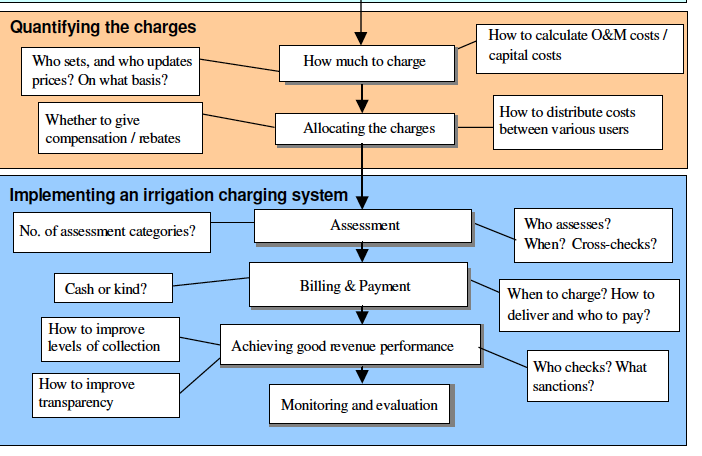 Quantifying the charges
Who sets, and who updates
prices? On what basis?
How much to charge
How to calculate O&M costs /
capital costs
Whether to give
compensation / rebates
Allocating the charges
How to distribute costs
between various users
Implementing an irrigation charging system
No. of assessment categories?
Assessment
Who assesses?
When? Cross-checks?
Cash or kind?
Billing & Payment
When to charge? How to
deliver and who to pay?
How to improve
levels of collection
Achieving good revenue performance
Who checks? What
sanctions?
How to improve
transparency
Monitoring and evaluation